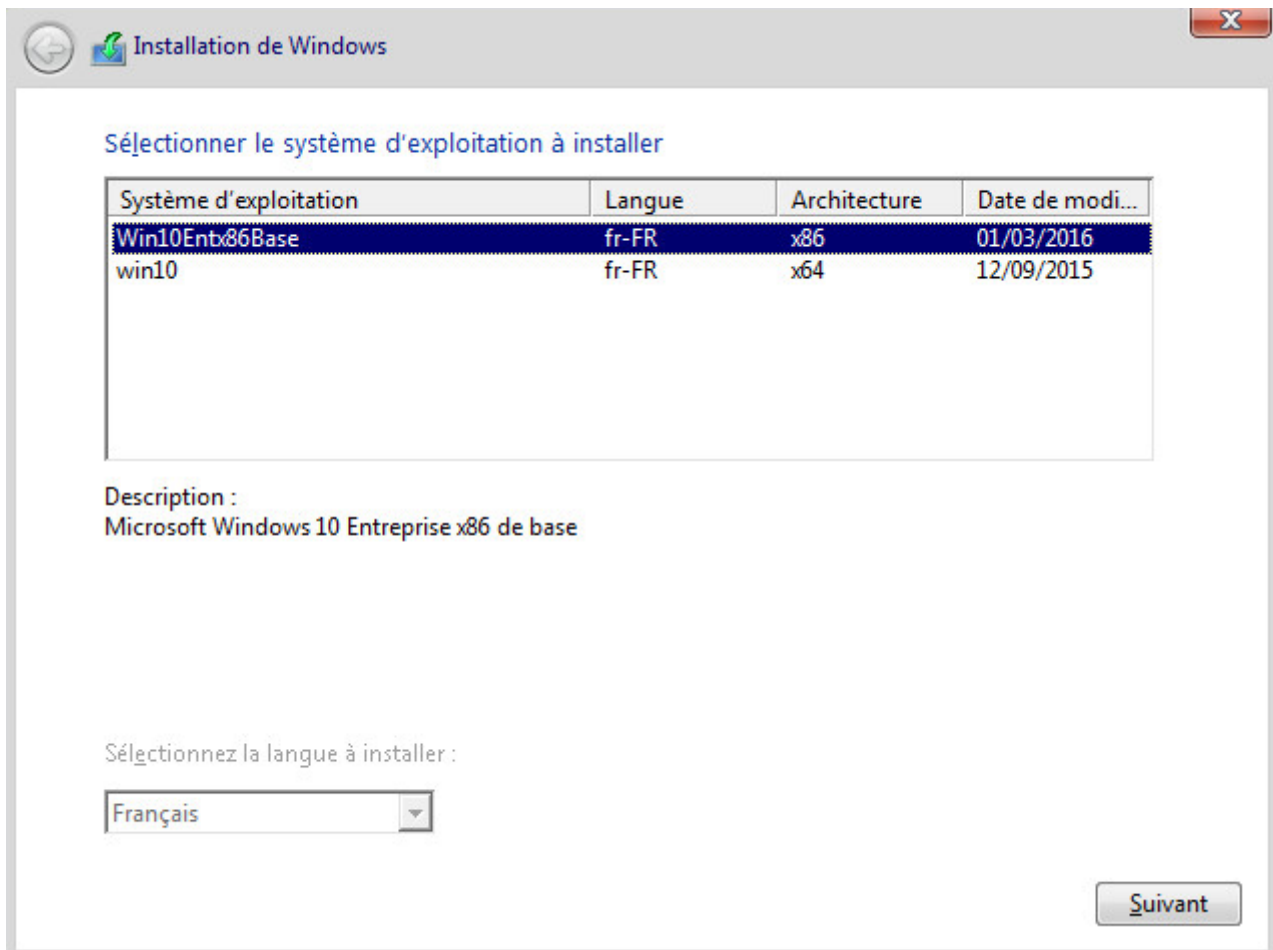 Installation de Windows
Sélectionner le système d'exploitation à installer
Système d'exploitation Langue Architecture Date de modi...
Win10Entx86Base fr-FR x86 01/03/2016
win10 fr-FR x64 12/09/2015
Description :
Microsoft Windows 10 Entreprise x86 de base
Sélectionnez la langue à installer :
Français
Suivant